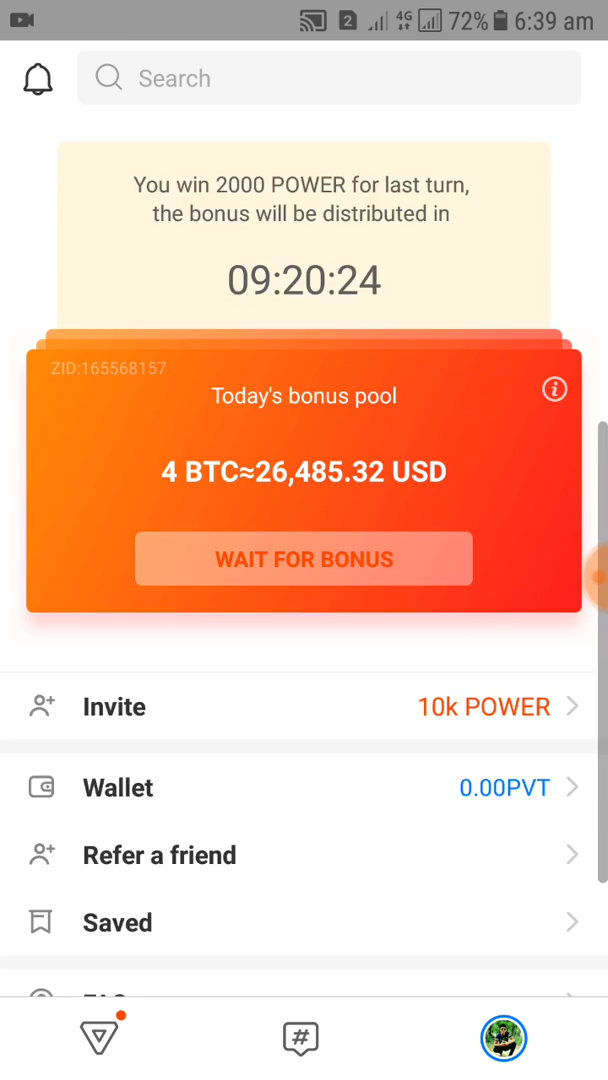 2 4G 72% 6:39 am
Search
You win 2000 POWER for last turn,
the bonus will be distributed in
09:20:24
ZID:165568157
Today's bonus pool
4 BTC≈26,485.32 USD
WAIT FOR BONUS
Invite 10k POWER
Wallet 0.00PVT
Refer a friend
Saved
#